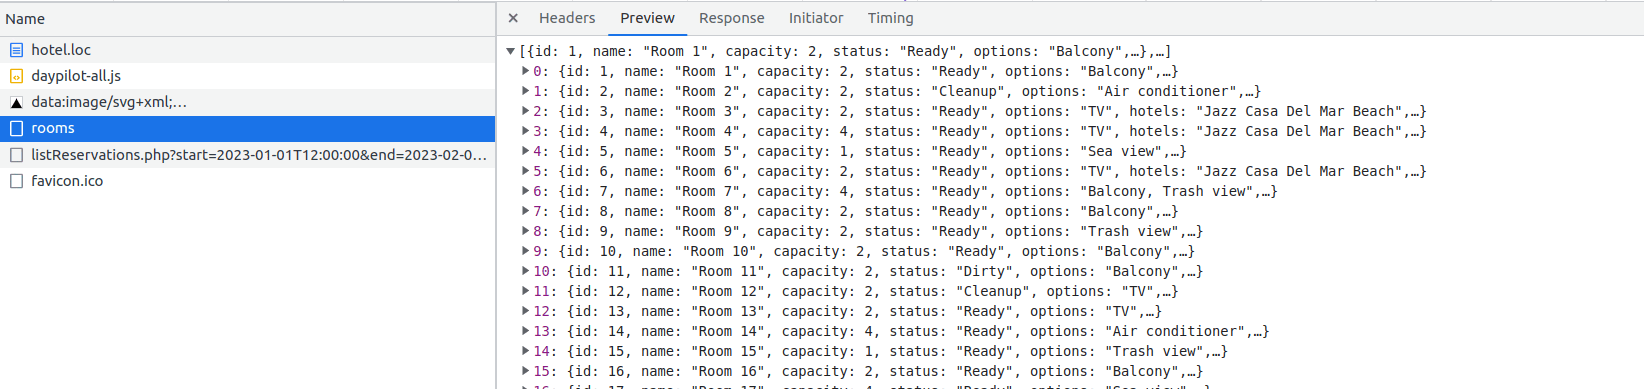 Name
hotel.loc
daypilot-all.js
data:image/svg+xml;…
rooms
listReservations.php?start=2023-01-01T12:00:00&end=2023-02-0…
favicon.ico
× Headers Preview Response Initiator Timing
▼[{id: 1, name: "Room 1", capacity: 2, status: "Ready", options: "Balcony",…},…]
▶0: {id: 1, name: "Room 1", capacity: 2, status: "Ready", options: "Balcony",…}
▶1: {id: 2, name: "Room 2", capacity: 2, status: "Cleanup", options: "Air conditioner",…}
▶2: {id: 3, name: "Room 3", capacity: 2, status: "Ready", options: "TV", hotels: "Jazz Casa Del Mar Beach",…}
▶3: {id: 4, name: "Room 4", capacity: 4, status: "Ready", options: "TV", hotels: "Jazz Casa Del Mar Beach",…}
▶4: {id: 5, name: "Room 5", capacity: 1, status: "Ready", options: "Sea view",…}
▶5: {id: 6, name: "Room 6", capacity: 2, status: "Ready", options: "TV", hotels: "Jazz Casa Del Mar Beach",…}
▶6: {id: 7, name: "Room 7", capacity: 4, status: "Ready", options: "Balcony, Trash view",…}
▶7: {id: 8, name: "Room 8", capacity: 2, status: "Ready", options: "Balcony",…}
▶8: {id: 9, name: "Room 9", capacity: 2, status: "Ready", options: "Trash view",…}
▶9: {id: 10, name: "Room 10", capacity: 2, status: "Ready", options: "Balcony",…}
▶10: {id: 11, name: "Room 11", capacity: 2, status: "Dirty", options: "Balcony",…}
▶11: {id: 12, name: "Room 12", capacity: 2, status: "Cleanup", options: "TV",…}
▶12: {id: 13, name: "Room 13", capacity: 2, status: "Ready", options: "TV",…}
▶13: {id: 14, name: "Room 14", capacity: 4, status: "Ready", options: "Air conditioner",…}
▶14: {id: 15, name: "Room 15", capacity: 1, status: "Ready", options: "Trash view",…}
▶15: {id: 16, name: "Room 16", capacity: 2, status: "Ready", options: "Balcony",…}